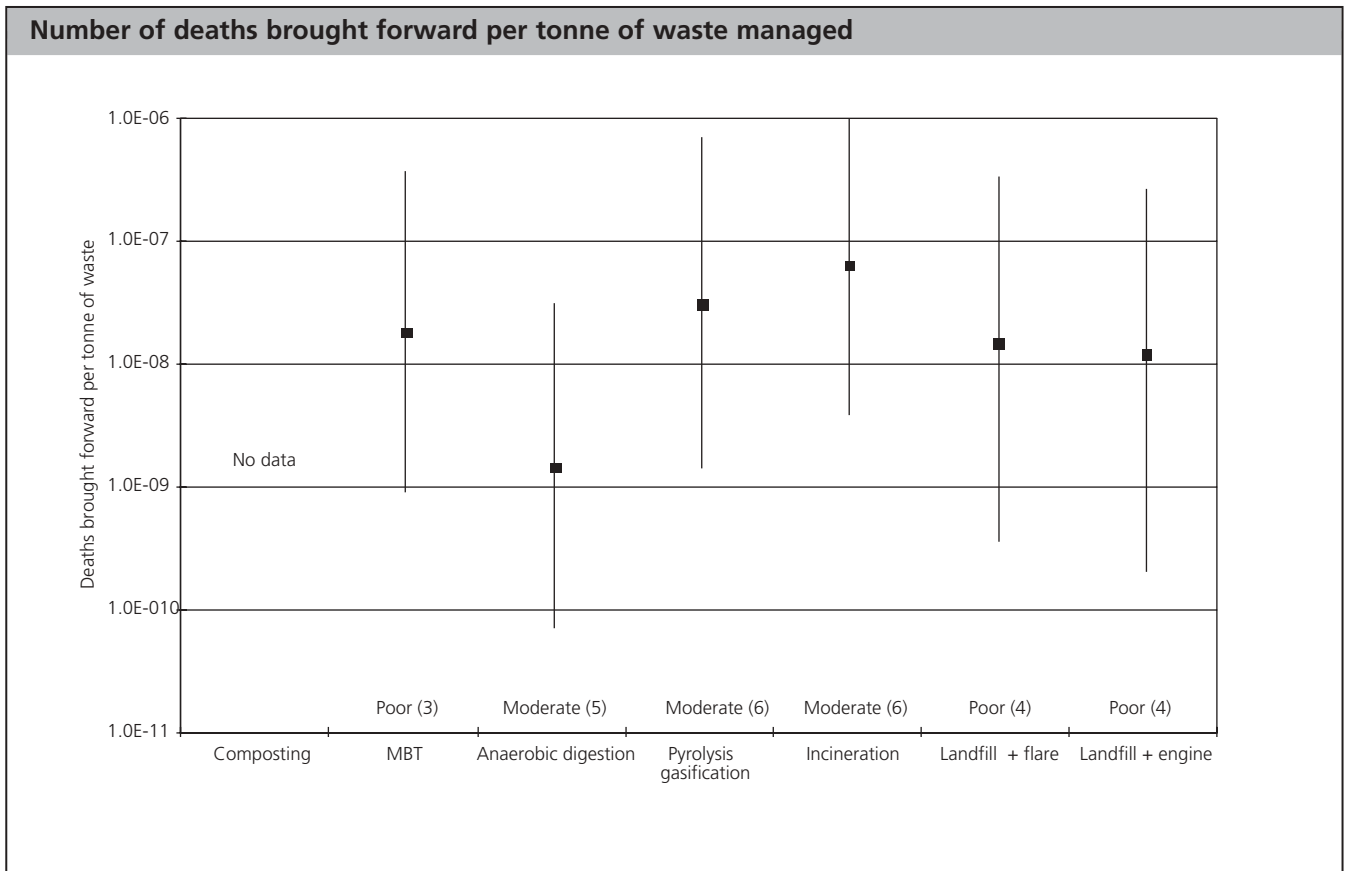 Number of deaths brought forward per tonne of waste managed
Deaths brought forward per tonne of waste
1.0E-06
1.0E-07
1.0E-08
1.0E-09
1.0E-010
1.0E-11
No data
Poor (3)
Moderate (5)
Moderate (6)
Moderate (6)
Poor (4)
Poor (4)
Composting
MBT
Anaerobic digestion
Pyrolysis
gasification
Incineration
Landfill + flare
Landfill + engine